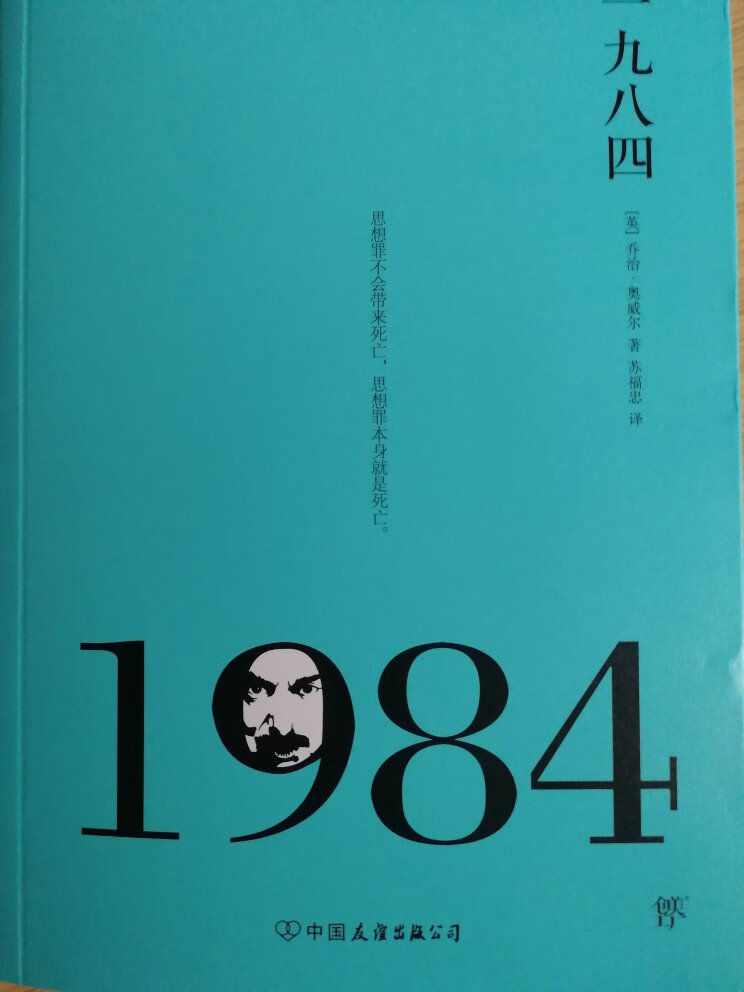 一九八四
[英] 乔治·奥威尔 著 苏福忠 译
思想罪不会带来死亡，思想罪本身就是死亡。
1984
中国友谊出版公司